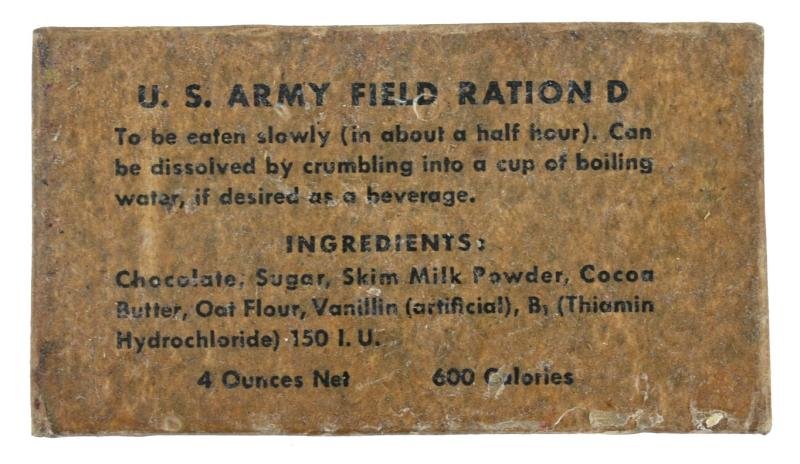 U. S. ARMY FIELD RATION D
To be eaten slowly (in about a half hour). Can
be dissolved by crumbling into a cup of boiling
water, if desired as a beverage.
INGREDIENTS:
Chocolate, Sugar, Skim Milk Powder, Cocoa
Butter, Oat Flour, Vanillin (artificial), B₁ (Thiamin
Hydrochloride) 150 I. U.
4 Ounces Net 600 Calories